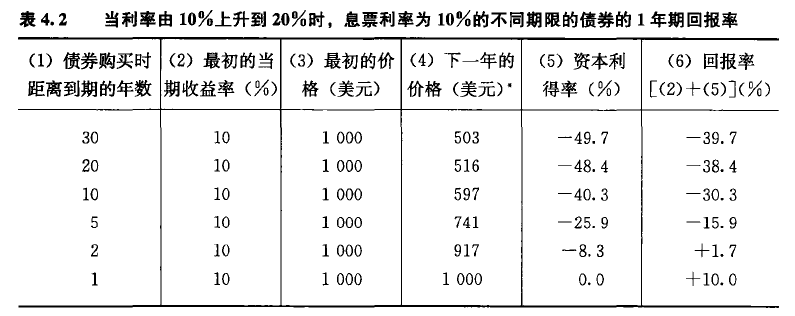 表 4.2 当利率由 10%上升到 20%时，息票利率为 10%的不同期限的债券的 1 年期回报率
(1) 债券购买时距离到期的年数 (2) 最初的当期收益率 (%) (3) 最初的价格 (美元) (4) 下一年的价格 (美元)* (5) 资本利得率 (%) (6) 回报率[(2)+(5)](%)
30 10 1 000 503 −49.7 −39.7
20 10 1 000 516 −48.4 −38.4
10 10 1 000 597 −40.3 −30.3
5 10 1 000 741 −25.9 −15.9
2 10 1 000 917 −8.3 +1.7
1 10 1 000 1 000 0.0 +10.0